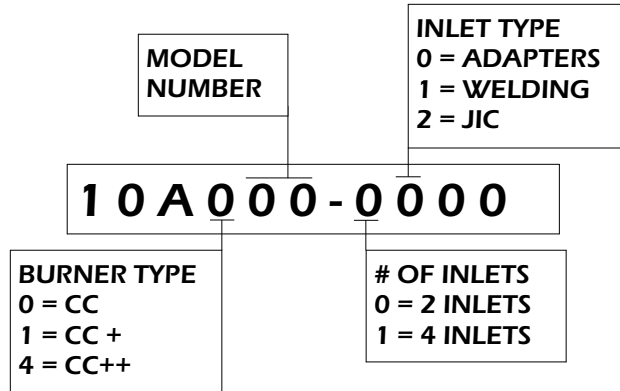 MODEL
NUMBER
INLET TYPE
0 = ADAPTERS
1 = WELDING
2 = JIC
10A000-0000
BURNER TYPE
0 = CC
1 = CC +
4 = CC++
# OF INLETS
0 = 2 INLETS
1 = 4 INLETS